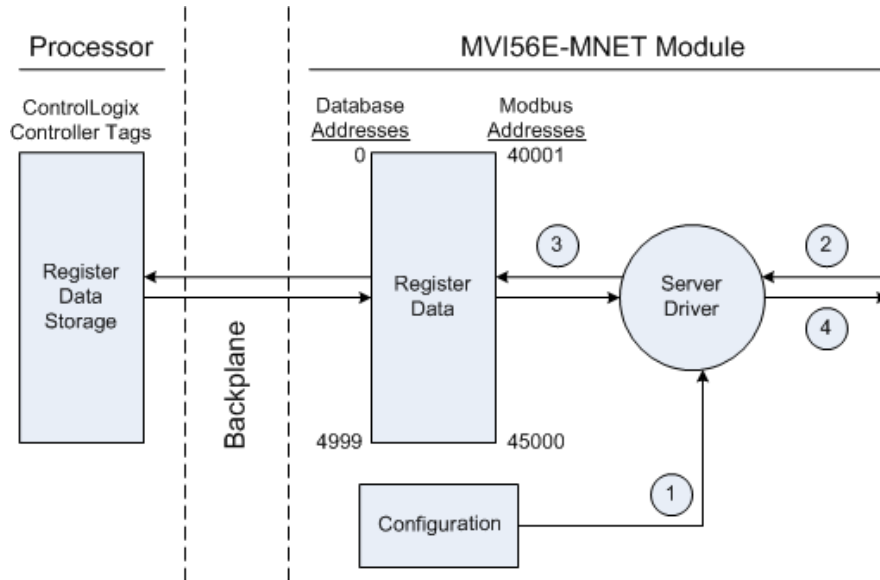 Processor
MVI56E-MNET Module
ControlLogix
Controller Tags
Database
Addresses
Modbus
Addresses
0
40001
3
2
Register
Data
Storage
Register
Data
Server
Driver
4
Backplane
4999
45000
1
Configuration